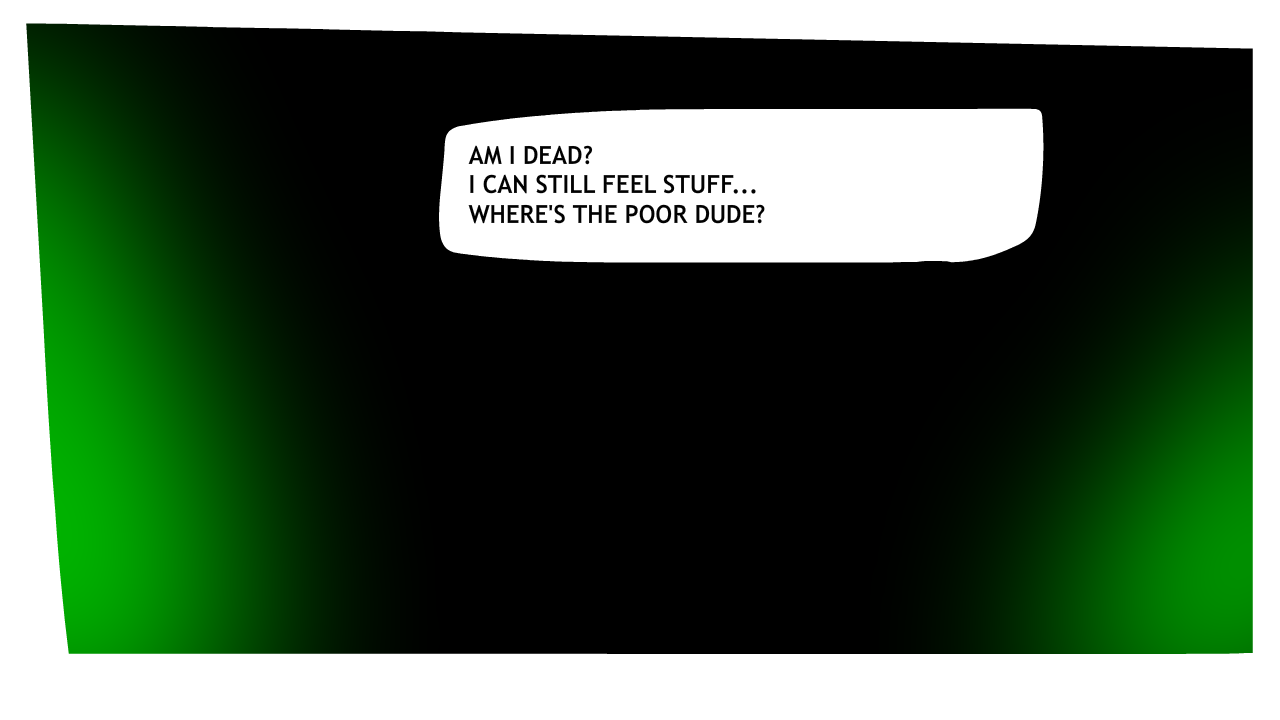 AM I DEAD?
I CAN STILL FEEL STUFF...
WHERE'S THE POOR DUDE?